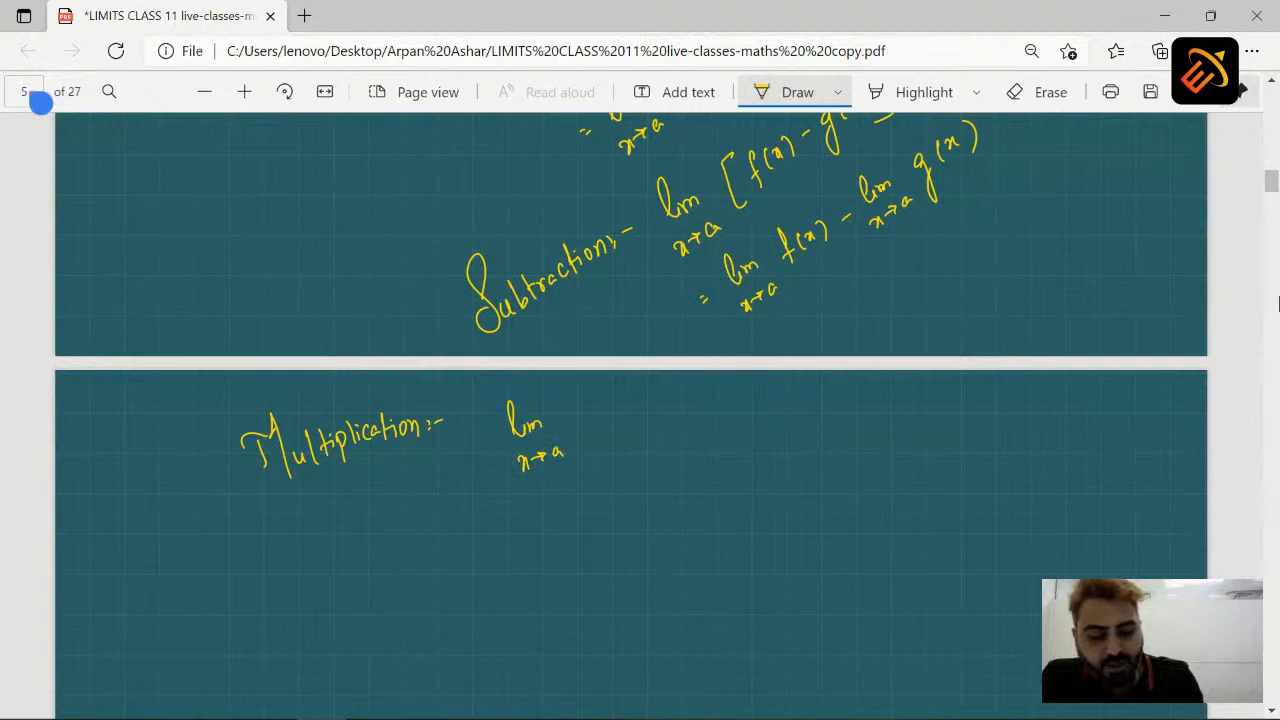 *LIMITS CLASS 11 live-classes-m
File C:/Users/lenovo/Desktop/Arpan%20Ashar/LIMITS%20CLASS%2011%20live-classes-maths%20%20copy.pdf
5 of 27 Page view Read aloud Add text Draw Highlight Erase
= x→a
Subtraction:- lim x→a [f(x) - g(
= lim x→a f(x) - lim x→a g(x)
Multiplication:- lim x→a